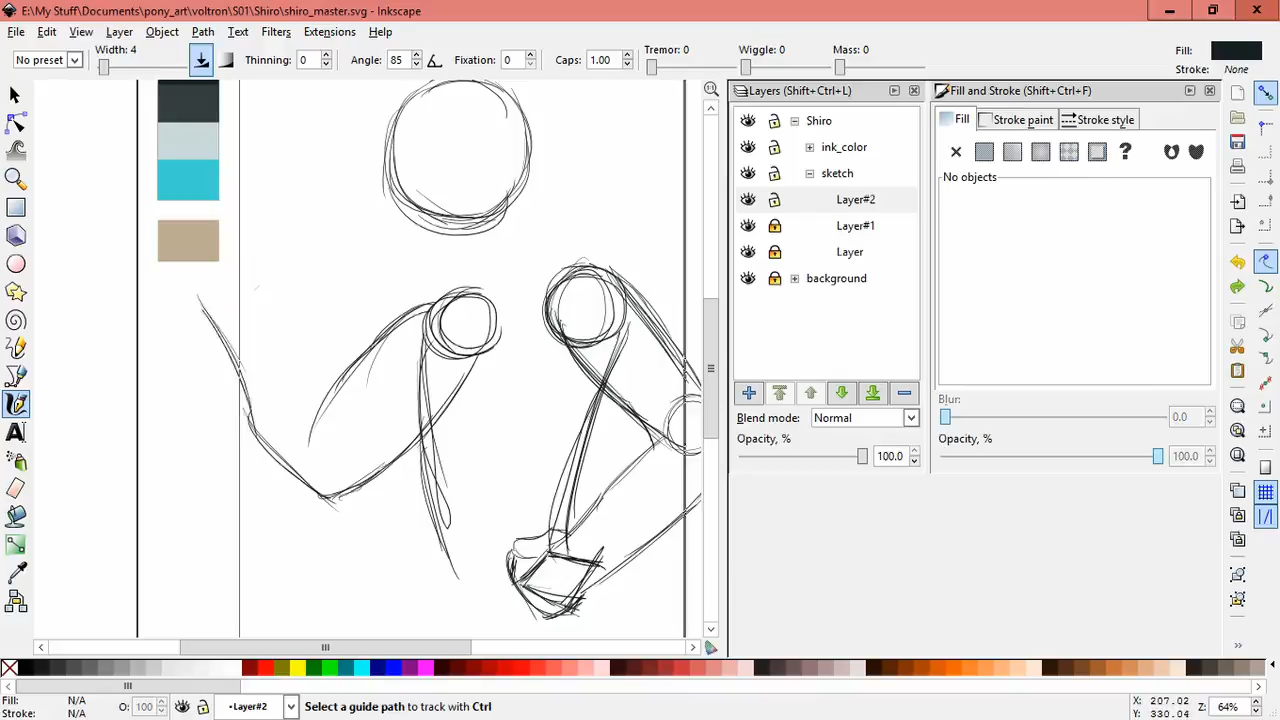 E:\My Stuff\Documents\pony_art\voltron\S01\Shiro\shiro_master.svg - Inkscape
File Edit View Layer Object Path Filters Text Extensions Help
No preset Width: 4 Thinning: 0 Angle: 85 Fixation: 0 Caps: 1.00 Tremor: 0 Wiggle: 0 Mass: 0 Fill:
Stroke: None
Layers (Shift+Ctrl+L) Fill and Stroke (Shift+Ctrl+F)
Shiro Fill Stroke paint Stroke style
ink_color
sketch ?
No objects
Layer#2
Layer#1
Layer
background
Blend mode: Normal Blur: 0.0
Opacity, % Opacity, %
100.0 100.0
Fill: N/A O: 100 •Layer#2 Select a guide path to track with Ctrl X: 207.02 Z: 64%
Stroke: N/A Y: 330.04